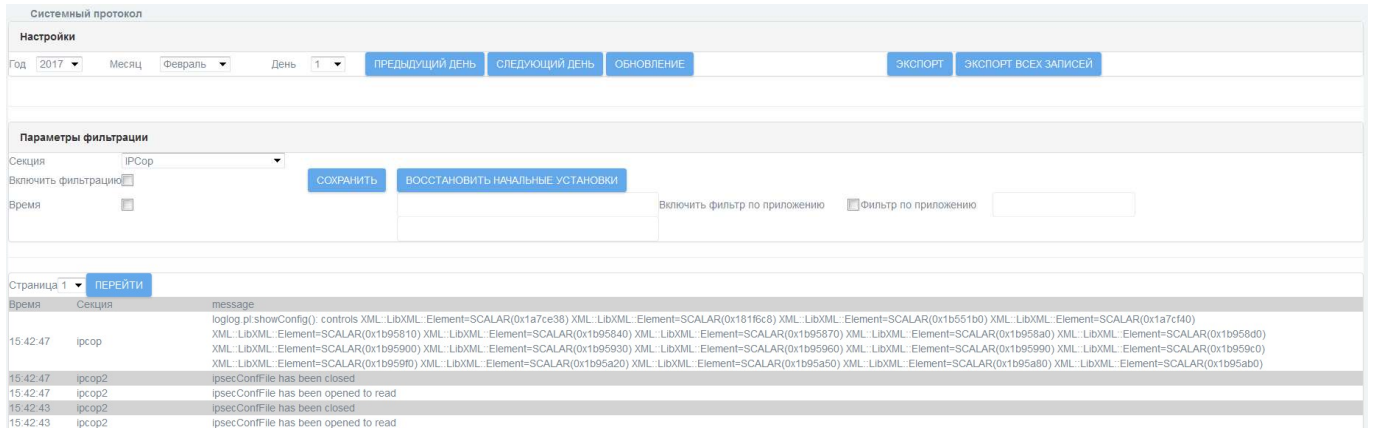 Системный протокол
Настройки
Год 2017 Месяц Февраль День 1 ПРЕДЫДУЩИЙ ДЕНЬ СЛЕДУЮЩИЙ ДЕНЬ ОБНОВЛЕНИЕ ЭКСПОРТ ЭКСПОРТ ВСЕХ ЗАПИСЕЙ
Параметры фильтрации
Секция IPCop
Включить фильтрацию СОХРАНИТЬ ВОССТАНОВИТЬ НАЧАЛЬНЫЕ УСТАНОВКИ
Время Включить фильтр по приложению Фильтр по приложению
Страница 1 ПЕРЕЙТИ
Время Секция message
loglog.pl:showConfig(): controls XML::LibXML::Element=SCALAR(0x1a7ce38) XML::LibXML::Element=SCALAR(0x181f6c8) XML::LibXML::Element=SCALAR(0x1b551b0) XML::LibXML::Element=SCALAR(0x1a7cf40)
XML::LibXML::Element=SCALAR(0x1b95810) XML::LibXML::Element=SCALAR(0x1b95840) XML::LibXML::Element=SCALAR(0x1b95870) XML::LibXML::Element=SCALAR(0x1b958a0) XML::LibXML::Element=SCALAR(0x1b958d0)
15:42:47 ipcop
XML::LibXML::Element=SCALAR(0x1b95900) XML::LibXML::Element=SCALAR(0x1b95930) XML::LibXML::Element=SCALAR(0x1b95960) XML::LibXML::Element=SCALAR(0x1b95990) XML::LibXML::Element=SCALAR(0x1b959c0)
XML::LibXML::Element=SCALAR(0x1b959f0) XML::LibXML::Element=SCALAR(0x1b95a20) XML::LibXML::Element=SCALAR(0x1b95a50) XML::LibXML::Element=SCALAR(0x1b95a80) XML::LibXML::Element=SCALAR(0x1b95ab0)
15:42:47 ipcop2 ipsecConfFile has been closed
15:42:47 ipcop2 ipsecConfFile has been opened to read
15:42:43 ipcop2 ipsecConfFile has been closed
15:42:43 ipcop2 ipsecConfFile has been opened to read